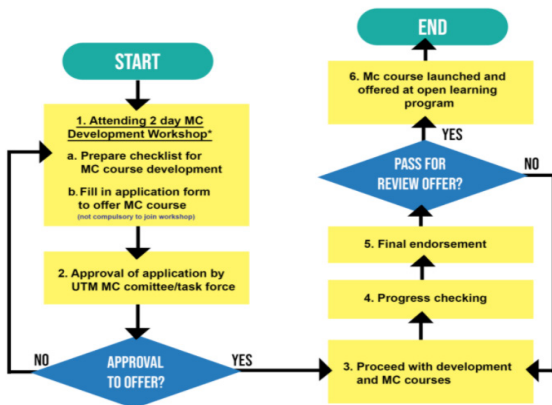 START
1. Attending 2 day MC
Development Workshop*
a. Prepare checklist for
MC course development
b. Fill in application form
to offer MC course
(not compulsory to join workshop)
2. Approval of application by
UTM MC comittee/task force
APPROVAL
TO OFFER?
NO
YES
3. Proceed with development
and MC courses
4. Progress checking
5. Final endorsement
PASS FOR
REVIEW OFFER?
YES
NO
6. Mc course launched and
offered at open learning
program
END